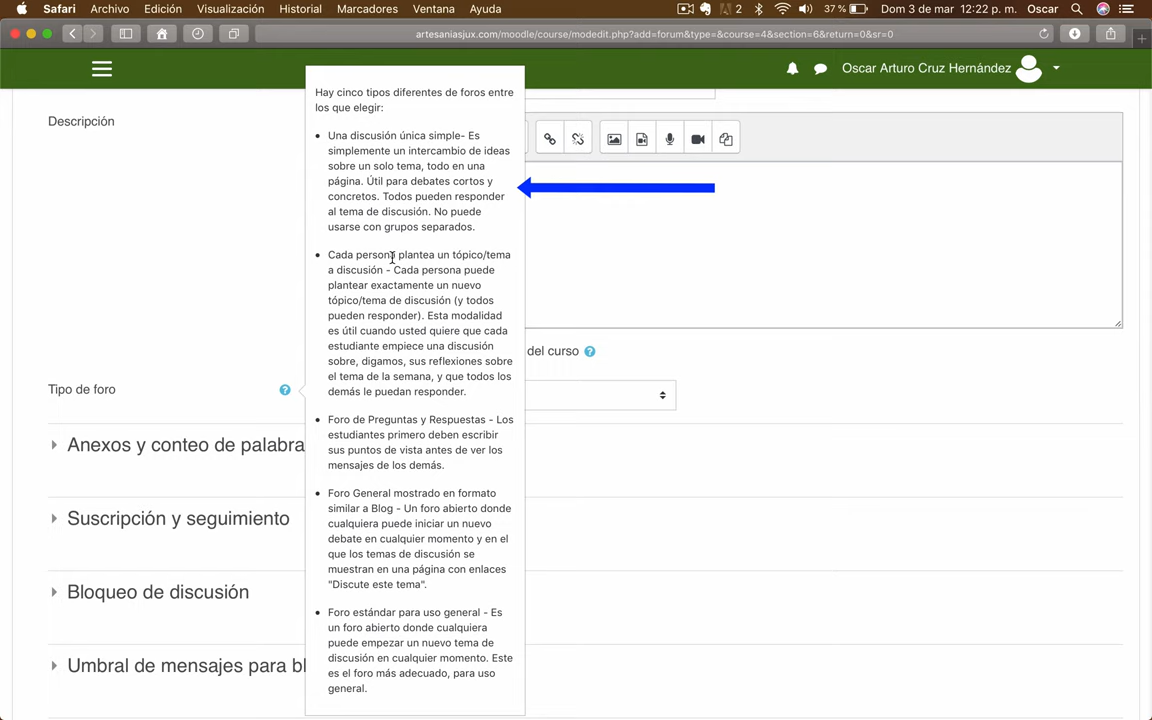 Safari Archivo Edición Visualización Historial Marcadores Ventana Ayuda 2 37 % Dom 3 de mar 12:22 p. m. Oscar
artesaniasjux.com/moodle/course/modedit.php?add=forum&type=&course=4&section=6&return=0&sr=0
Oscar Arturo Cruz Hernández
Descripción
Hay cinco tipos diferentes de foros entre
los que elegir:
Una discusión única simple- Es
simplemente un intercambio de ideas
sobre un solo tema, todo en una
página. Útil para debates cortos y
concretos. Todos pueden responder
al tema de discusión. No puede
usarse con grupos separados.
Cada persona plantea un tópico/tema
a discusión - Cada persona puede
plantear exactamente un nuevo
tópico/tema de discusión (y todos
pueden responder). Esta modalidad
es útil cuando usted quiere que cada
estudiante empiece una discusión
sobre, digamos, sus reflexiones sobre
el tema de la semana, y que todos los
demás le puedan responder.
Foro de Preguntas y Respuestas - Los
estudiantes primero deben escribir
sus puntos de vista antes de ver los
mensajes de los demás.
Foro General mostrado en formato
similar a Blog - Un foro abierto donde
cualquiera puede iniciar un nuevo
debate en cualquier momento y en el
que los temas de discusión se
muestran en una página con enlaces
"Discute este tema".
Foro estándar para uso general - Es
un foro abierto donde cualquiera
puede empezar un nuevo tema de
discusión en cualquier momento. Este
es el foro más adecuado, para uso
general.
del curso
Tipo de foro
Anexos y conteo de palabra
Suscripción y seguimiento
Bloqueo de discusión
Umbral de mensajes para bl